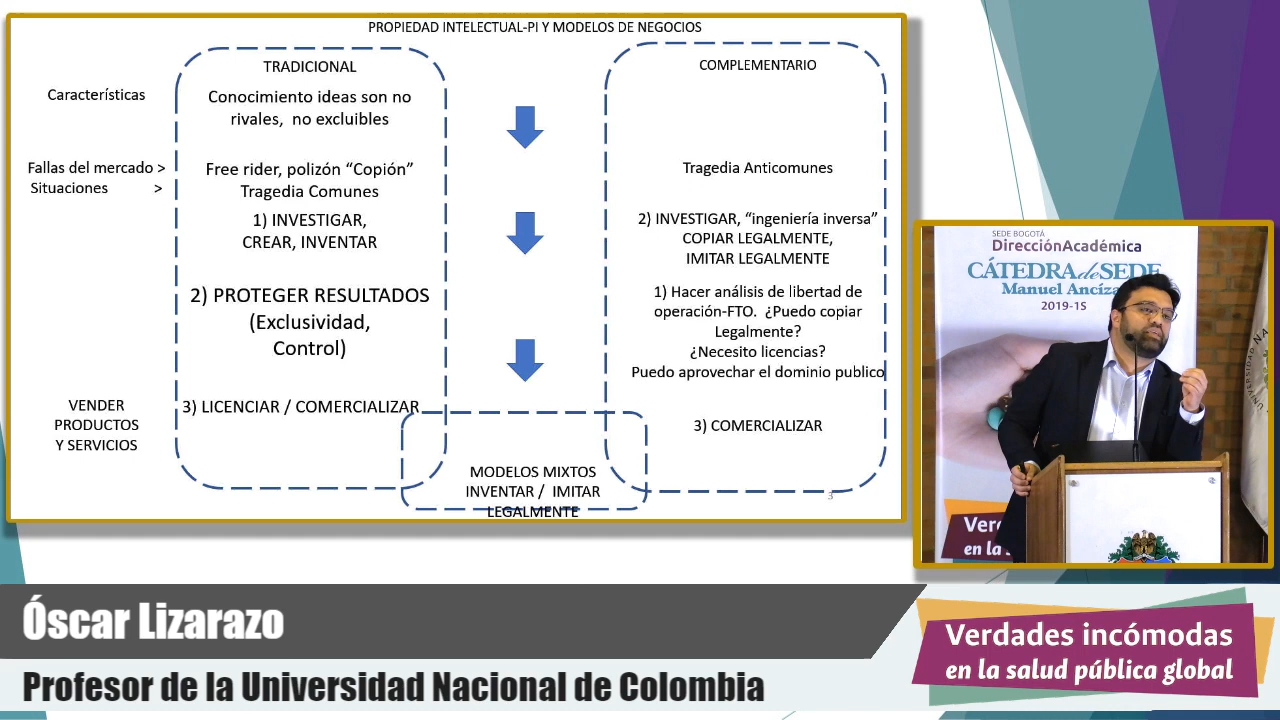 PROPIEDAD INTELECTUAL-PI Y MODELOS DE NEGOCIOS
TRADICIONAL
COMPLEMENTARIO
Características
Conocimiento ideas son no
rivales, no excluibles
Fallas del mercado >
Situaciones >
Free rider, polizón “Copión”
Tragedia Comunes
Tragedia Anticomunes
1) INVESTIGAR,
CREAR, INVENTAR
2) INVESTIGAR, “ingeniería inversa”
COPIAR LEGALMENTE,
IMITAR LEGALMENTE
2) PROTEGER RESULTADOS
(Exclusividad,
Control)
1) Hacer análisis de libertad de
operación-FTO. ¿Puedo copiar
Legalmente?
¿Necesito licencias?
Puedo aprovechar el dominio publico
VENDER
PRODUCTOS
Y SERVICIOS
3) LICENCIAR / COMERCIALIZAR
3) COMERCIALIZAR
MODELOS MIXTOS
INVENTAR / IMITAR
LEGALMENTE
3
SEDE BOGOTÁ
DirecciónAcadémica
CÁTEDRA de SEDE
Manuel Ancíza
2019-1S
Verd
en la s
Óscar Lizarazo
Profesor de la Universidad Nacional de Colombia
Verdades incómodas
en la salud pública global